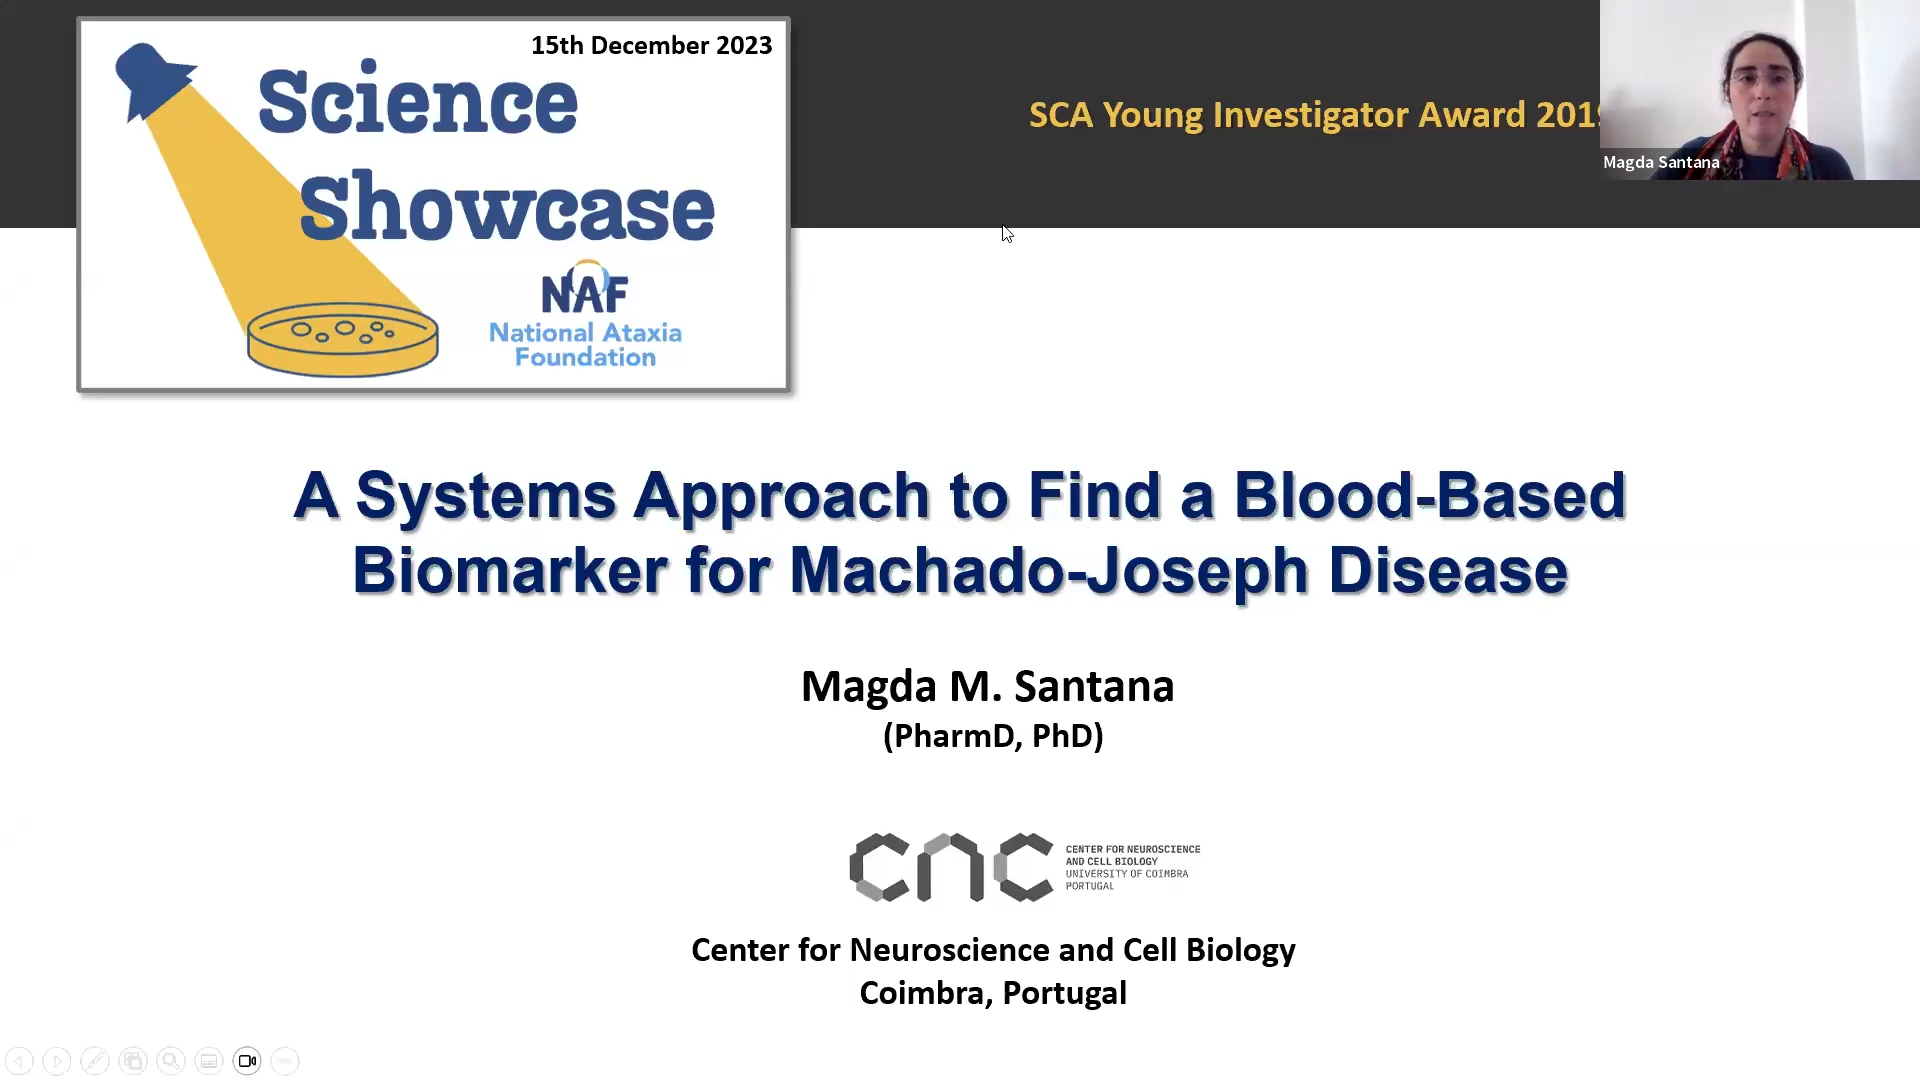 15th December 2023
Science
Showcase
NAF
National Ataxia
Foundation
SCA Young Investigator Award 2019
Magda Santana
A Systems Approach to Find a Blood-Based
Biomarker for Machado-Joseph Disease
Magda M. Santana
(PharmD, PhD)
cnc
CENTER FOR NEUROSCIENCE
AND CELL BIOLOGY
UNIVERSITY OF COIMBRA
PORTUGAL
Center for Neuroscience and Cell Biology
Coimbra, Portugal